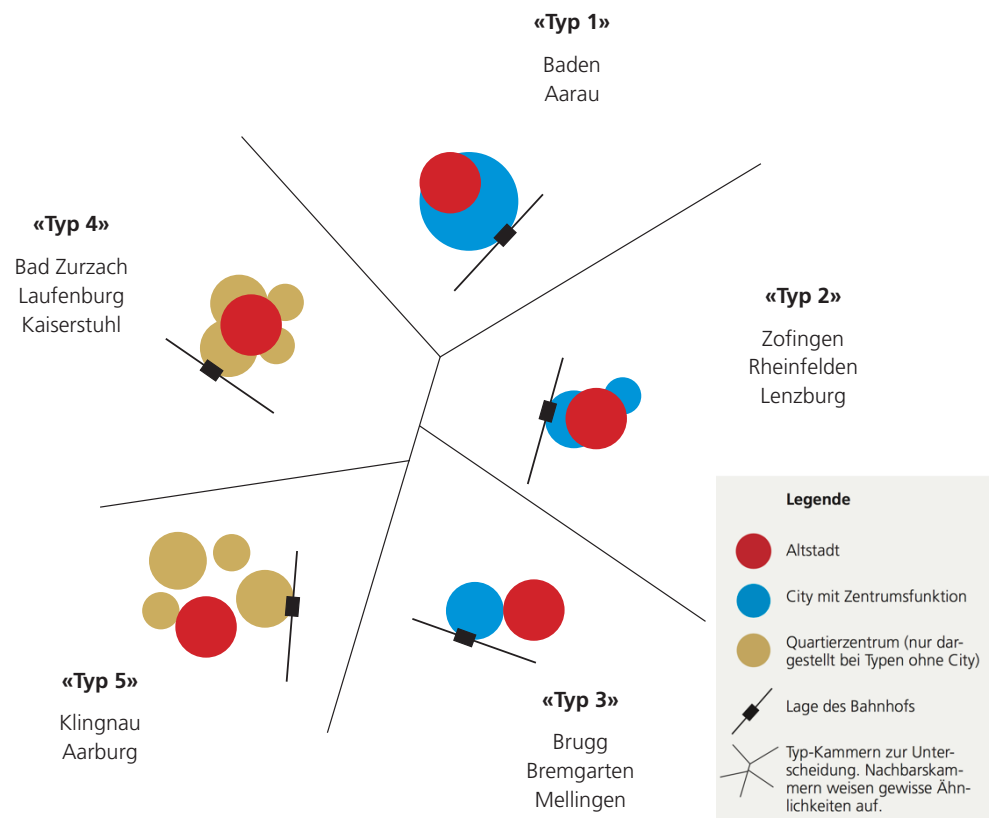 «Typ 1»
Baden
Aarau
«Typ 4»
Bad Zurzach
Laufenburg
Kaiserstuhl
«Typ 2»
Zofingen
Rheinfelden
Lenzburg
«Typ 5»
Klingnau
Aarburg
«Typ 3»
Brugg
Bremgarten
Mellingen
Legende
Altstadt
City mit Zentrumsfunktion
Quartierzentrum (nur dar-
gestellt bei Typen ohne City)
Lage des Bahnhofs
Typ-Kammern zur Unter-
scheidung. Nachbarskam-
mern weisen gewisse Ähn-
lichkeiten auf.